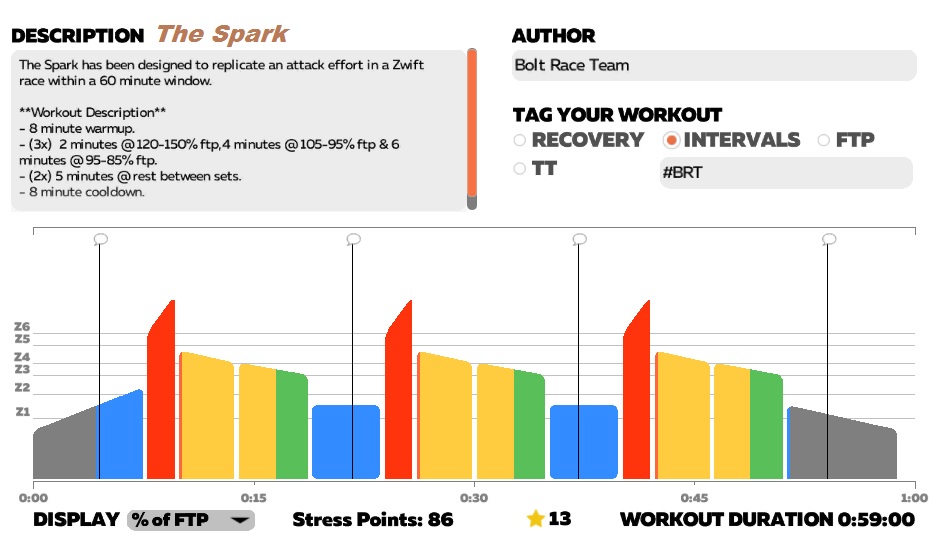 DESCRIPTION The Spark
The Spark has been designed to replicate an attack effort in a Zwift
race within a 60 minute window.
**Workout Description**
- 8 minute warmup.
- (3x)  2 minutes @120-150% ftp,4 minutes @105-95% ftp & 6
minutes @95-85% ftp.
- (2x) 5 minutes @rest between sets.
- 8 minute cooldown.
AUTHOR
Bolt Race Team
TAG YOUR WORKOUT
RECOVERY INTERVALS FTP
TT #BRT
Z6
Z5
Z4
Z3
Z2
Z1
0:00 0:15 0:30 0:45 1:00
DISPLAY % of FTP Stress Points: 86 13 WORKOUT DURATION 0:59:00